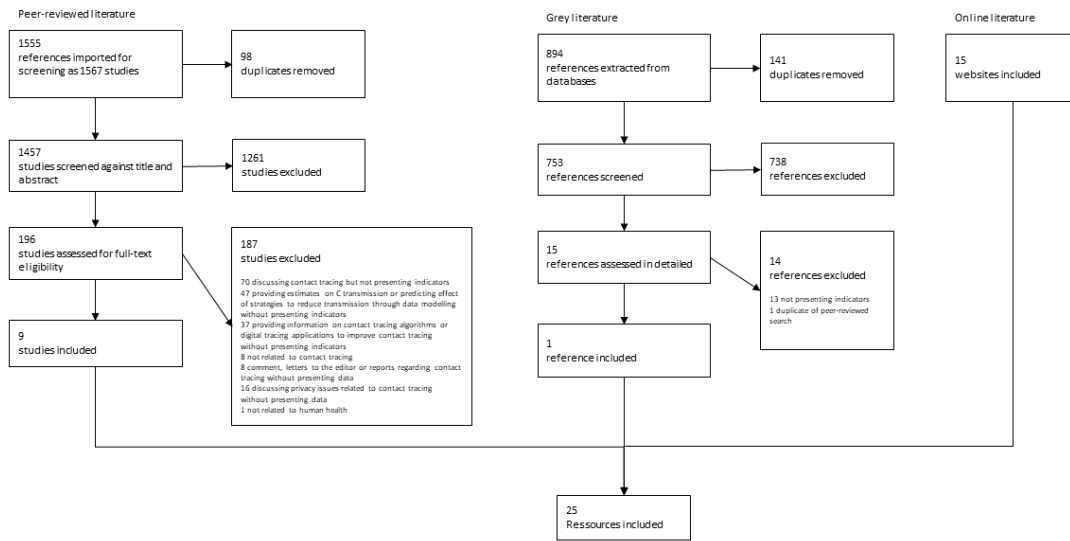 Peer-reviewed literature
1555
references imported for
screening as 1567 studies
98
duplicates removed
1457
studies screened against title and
abstract
1261
studies excluded
196
studies assessed for full-text
eligibility
187
studies excluded
70 discussing contact tracing but not presenting indicators
47 providing estimates on C transmission or predicting effect
of strategies to reduce transmission through data modelling
without presenting indicators
37 providing information on contact tracing algorithms or
digital tracing applications to improve contact tracing
without presenting indicators
8 not related to contact tracing
8 comment, letters to the editor or reports regarding contact
tracing without presenting data
16 discussing privacy issues related to contact tracing
without presenting data
1 not related to human health
9
studies included
Grey literature
894
references extracted from
databases
141
duplicates removed
753
references screened
738
references excluded
15
references assessed in detailed
14
references excluded
13 not presenting indicators
1 duplicate of peer-reviewed
search
1
reference included
Online literature
15
websites included
25
Ressources included